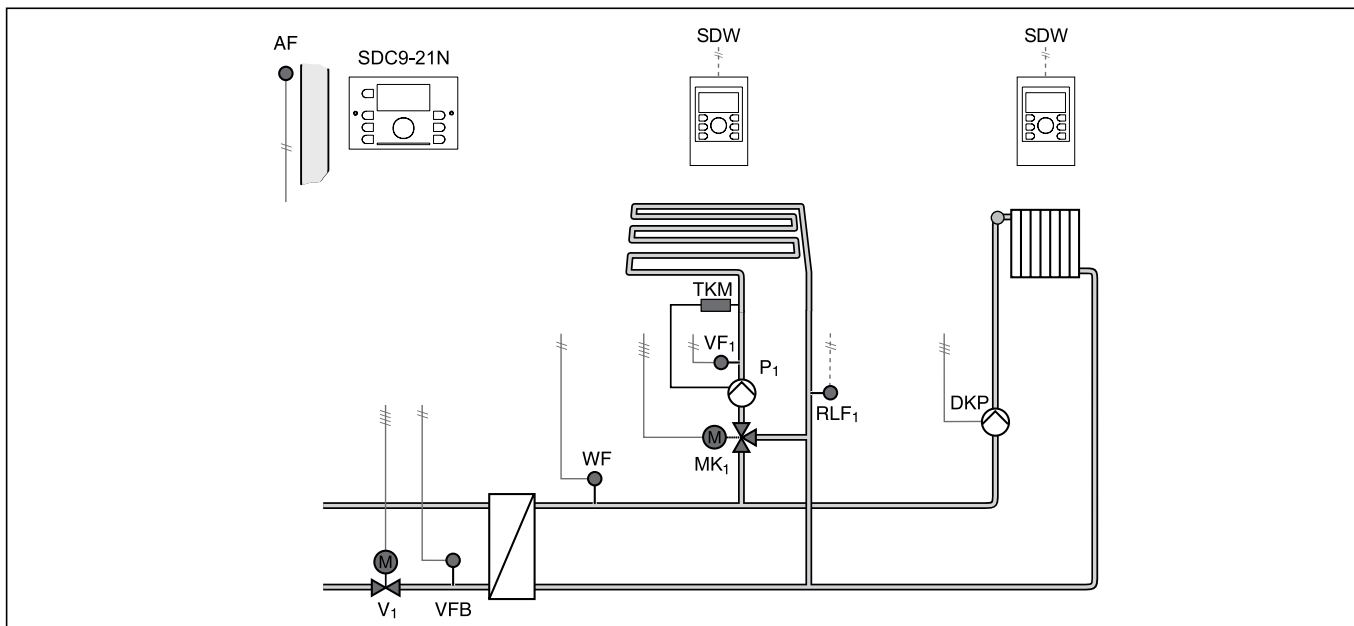 AF
SDC9-21N
SDW
SDW
TKM
VF₁
P₁
RLF₁
DKP
M
MK₁
WF
M
V₁
VFB